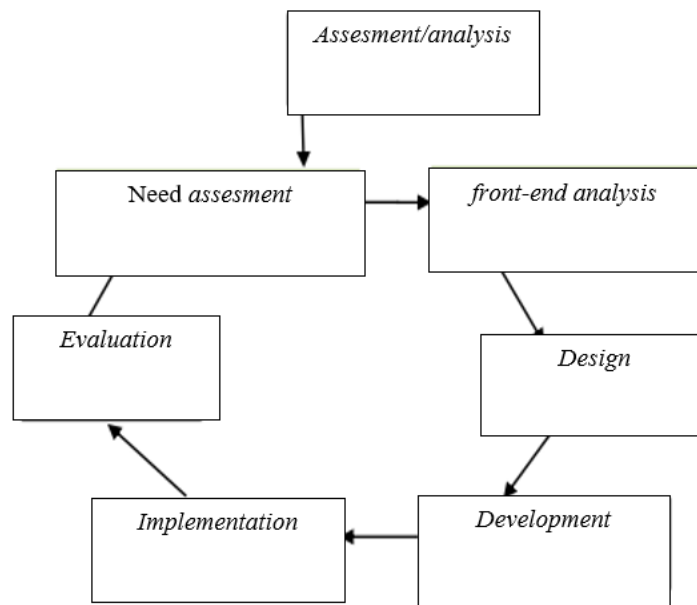 Assesment/analysis
Need assesment
front-end analysis
Evaluation
Design
Implementation
Development